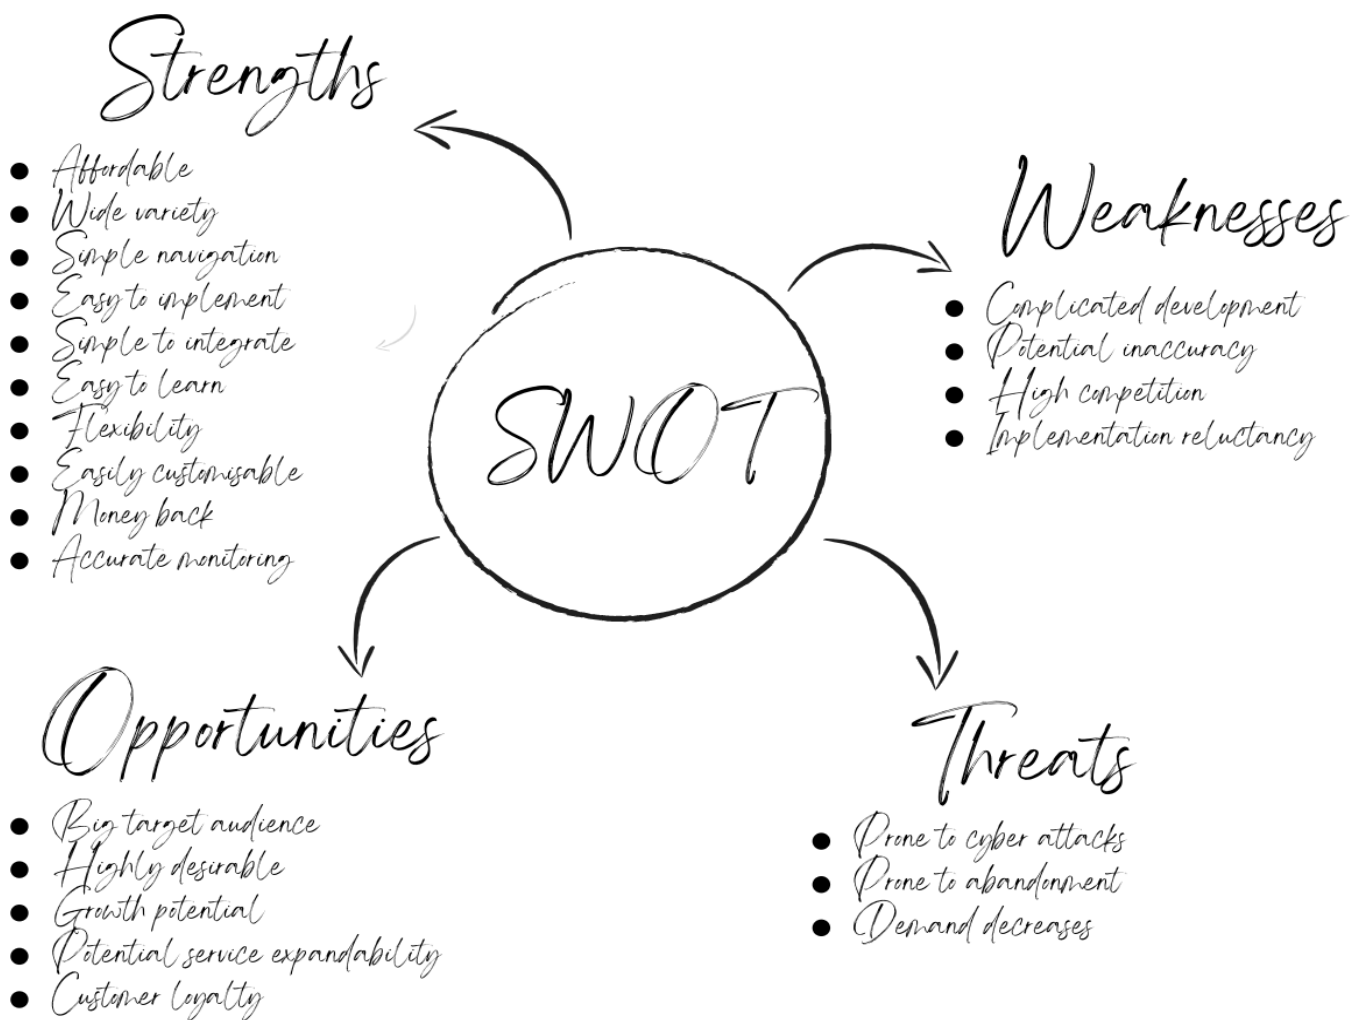 Strengths
● Affordable
● Wide variety
● Simple navigation
● Easy to implement
● Simple to integrate
● Easy to learn
● Flexibility
● Easily customisable
● Money back
● Accurate monitoring
Weaknesses
● Complicated development
● Potential inaccuracy
● High competition
● Implementation reluctancy
SWOT
Opportunities
● Big target audience
● Highly desirable
● Growth potential
● Potential service expandability
● Customer loyalty
Threats
● Prone to cyber attacks
● Prone to abandonment
● Demand decreases